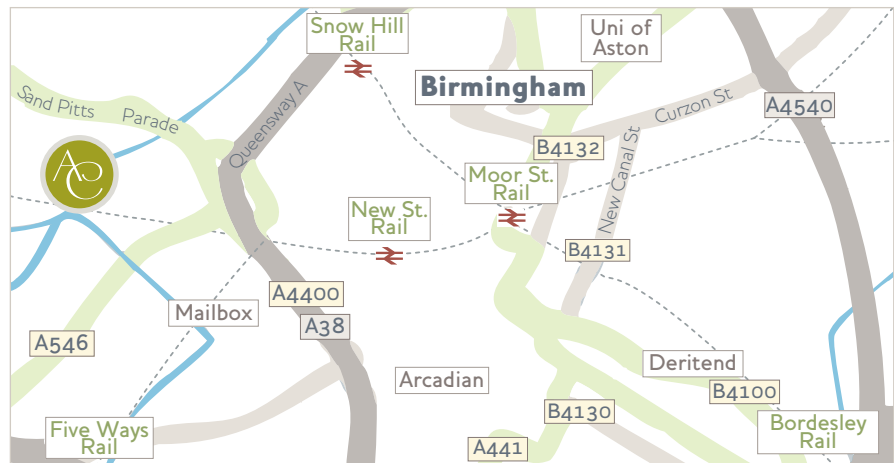 Snow Hill
Rail
Uni of
Aston
Birmingham
A4540
Sand Pitts Parade
Queensway A
Curzon St
B4132
New Canal St
AC
Moor St.
Rail
New St.
Rail
B4131
A4400
Mailbox
A38
A546
Deritend
Arcadian
B4100
B4130
Five Ways
Rail
Bordesley
Rail
A441